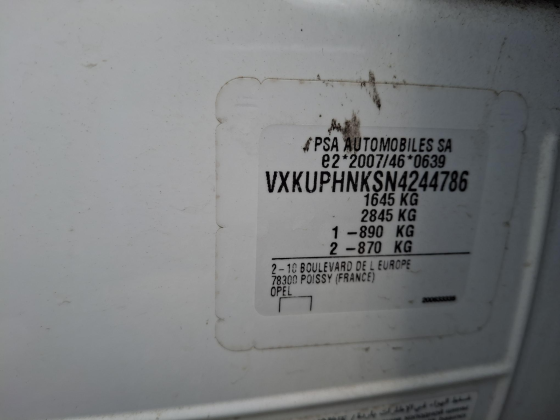 PSA AUTOMOBILES SA
e2*2007/46*0639
VXKUPHNKSN4244786
1645 KG
2845 KG
1 -890 KG
2 -870 KG
2-10 BOULEVARD DE L EUROPE
78300 POISSY (FRANCE)
OPEL